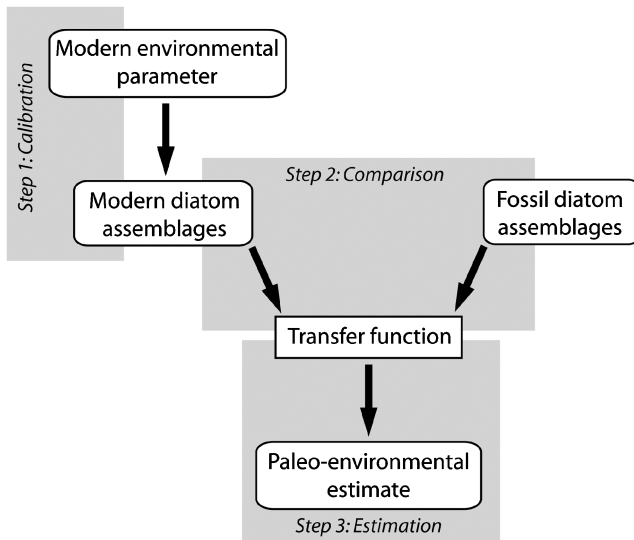 Modern environmental
parameter
Step 1: Calibration
Step 2: Comparison
Modern diatom
assemblages
Fossil diatom
assemblages
Transfer function
Paleo-environmental
estimate
Step 3: Estimation